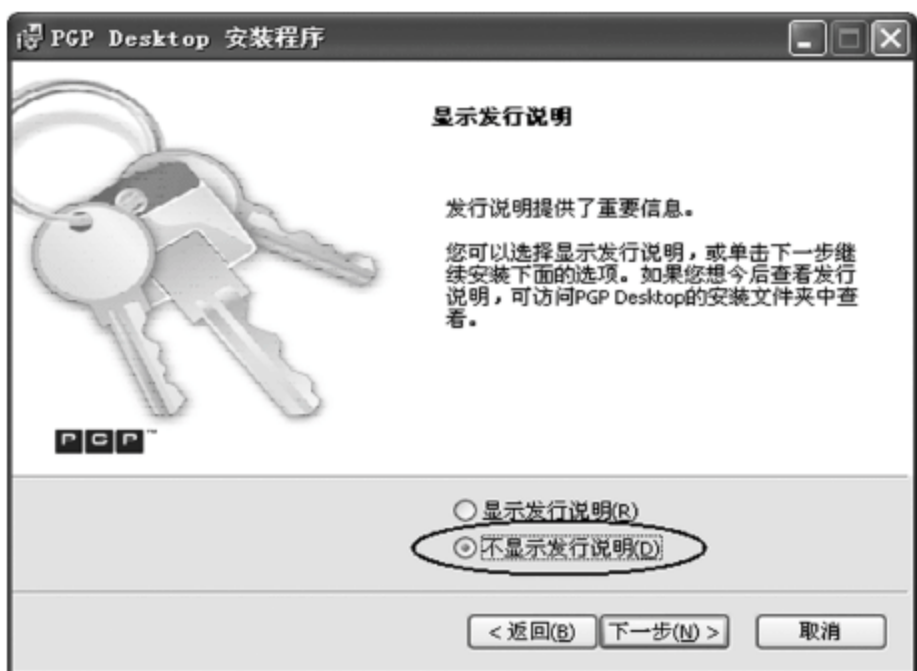 PGP Desktop 安装程序
显示发行说明
发行说明提供了重要信息。
您可以选择显示发行说明，或单击下一步继
续安装下面的选项。如果您想今后查看发行
说明，可访问PGP Desktop的安装文件夹中查
看。
PGP™
显示发行说明(R)
不显示发行说明(D)
< 返回(B) 下一步(N) > 取消